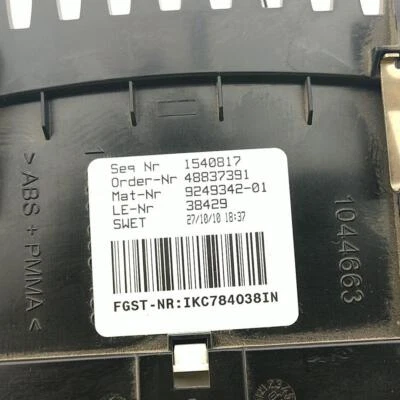 Seq Nr 1540817
Order-Nr 48837391
Mat-Nr 9249342-01
LE-Nr 38429
SWET 27/10/10 18:37
FGST-NR:IKC784038IN
> ABS + PMMA <
1044663